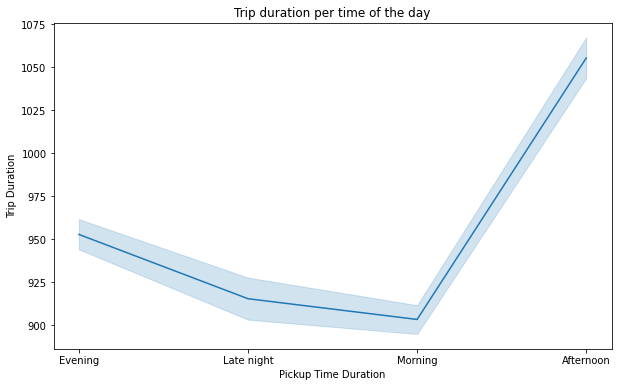 Trip duration per time of the day
1075
1050
1025
1000
975
950
925
900
Trip Duration
Evening Late night Morning Afternoon
Pickup Time Duration